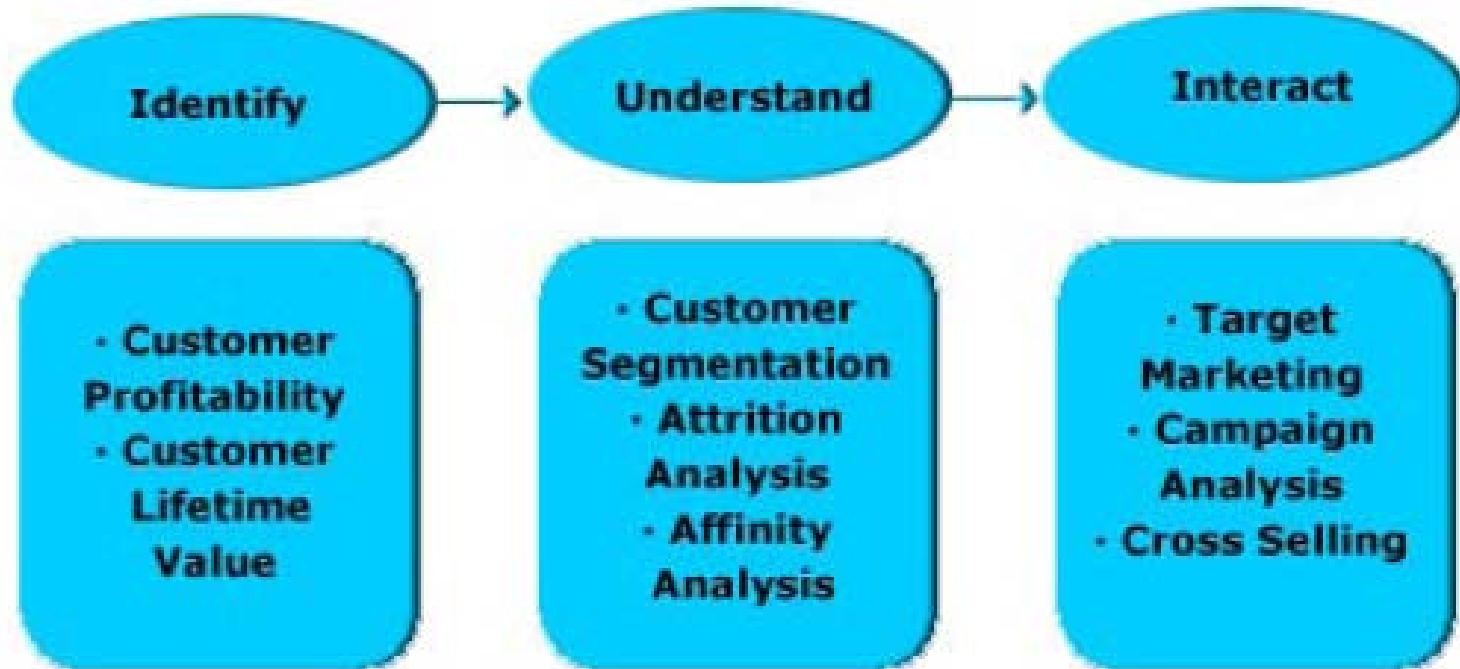 Identify
Understand
Interact
· Customer
Profitability
· Customer
Lifetime
Value
· Customer
Segmentation
· Attrition
Analysis
· Affinity
Analysis
· Target
Marketing
· Campaign
Analysis
· Cross Selling